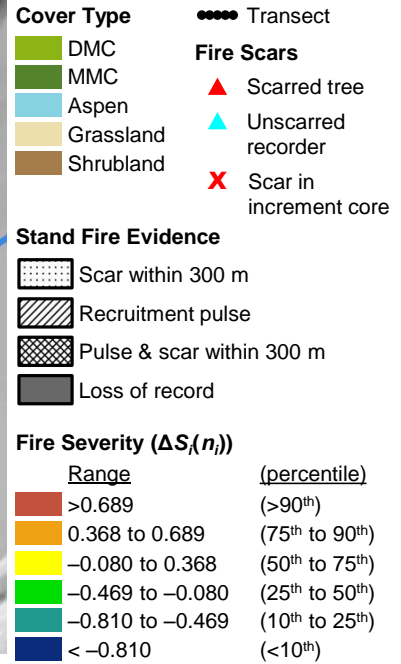 Cover Type
DMC
MMC
Aspen
Grassland
Shrubland
Transect
Fire Scars
Scarred tree
Unscarred
recorder
X Scar in
increment core
Stand Fire Evidence
Scar within 300 m
Recruitment pulse
Pulse & scar within 300 m
Loss of record
Fire Severity (ΔSᵢ(nᵢ))
Range (percentile)
>0.689 (>90ᵗʰ)
0.368 to 0.689 (75ᵗʰ to 90ᵗʰ)
–0.080 to 0.368 (50ᵗʰ to 75ᵗʰ)
–0.469 to –0.080 (25ᵗʰ to 50ᵗʰ)
–0.810 to –0.469 (10ᵗʰ to 25ᵗʰ)
< –0.810 (<10ᵗʰ)